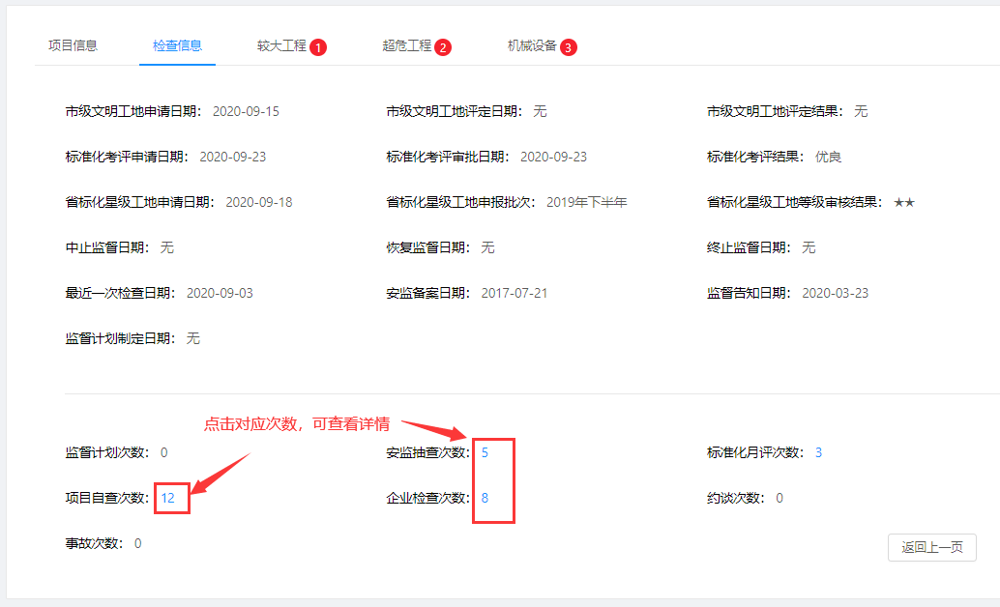 项目信息 检查信息 较大工程 1 超危工程 2 机械设备 3
市级文明工地申请日期： 2020-09-15 市级文明工地评定日期： 无 市级文明工地评定结果： 无
标准化考评申请日期： 2020-09-23 标准化考评审批日期： 2020-09-23 标准化考评结果： 优良
省标化星级工地申请日期： 2020-09-18 省标化星级工地申报批次： 2019年下半年 省标化星级工地等级审核结果： ★★
中止监督日期： 无 恢复监督日期： 无 终止监督日期： 无
最近一次检查日期： 2020-09-03 安监备案日期： 2017-07-21 监督告知日期： 2020-03-23
监督计划制定日期： 无
点击对应次数，可查看详情
监督计划次数： 0 安监抽查次数： 5 标准化月评次数： 3
项目自查次数： 12 企业检查次数： 8 约谈次数： 0
事故次数： 0
返回上一页